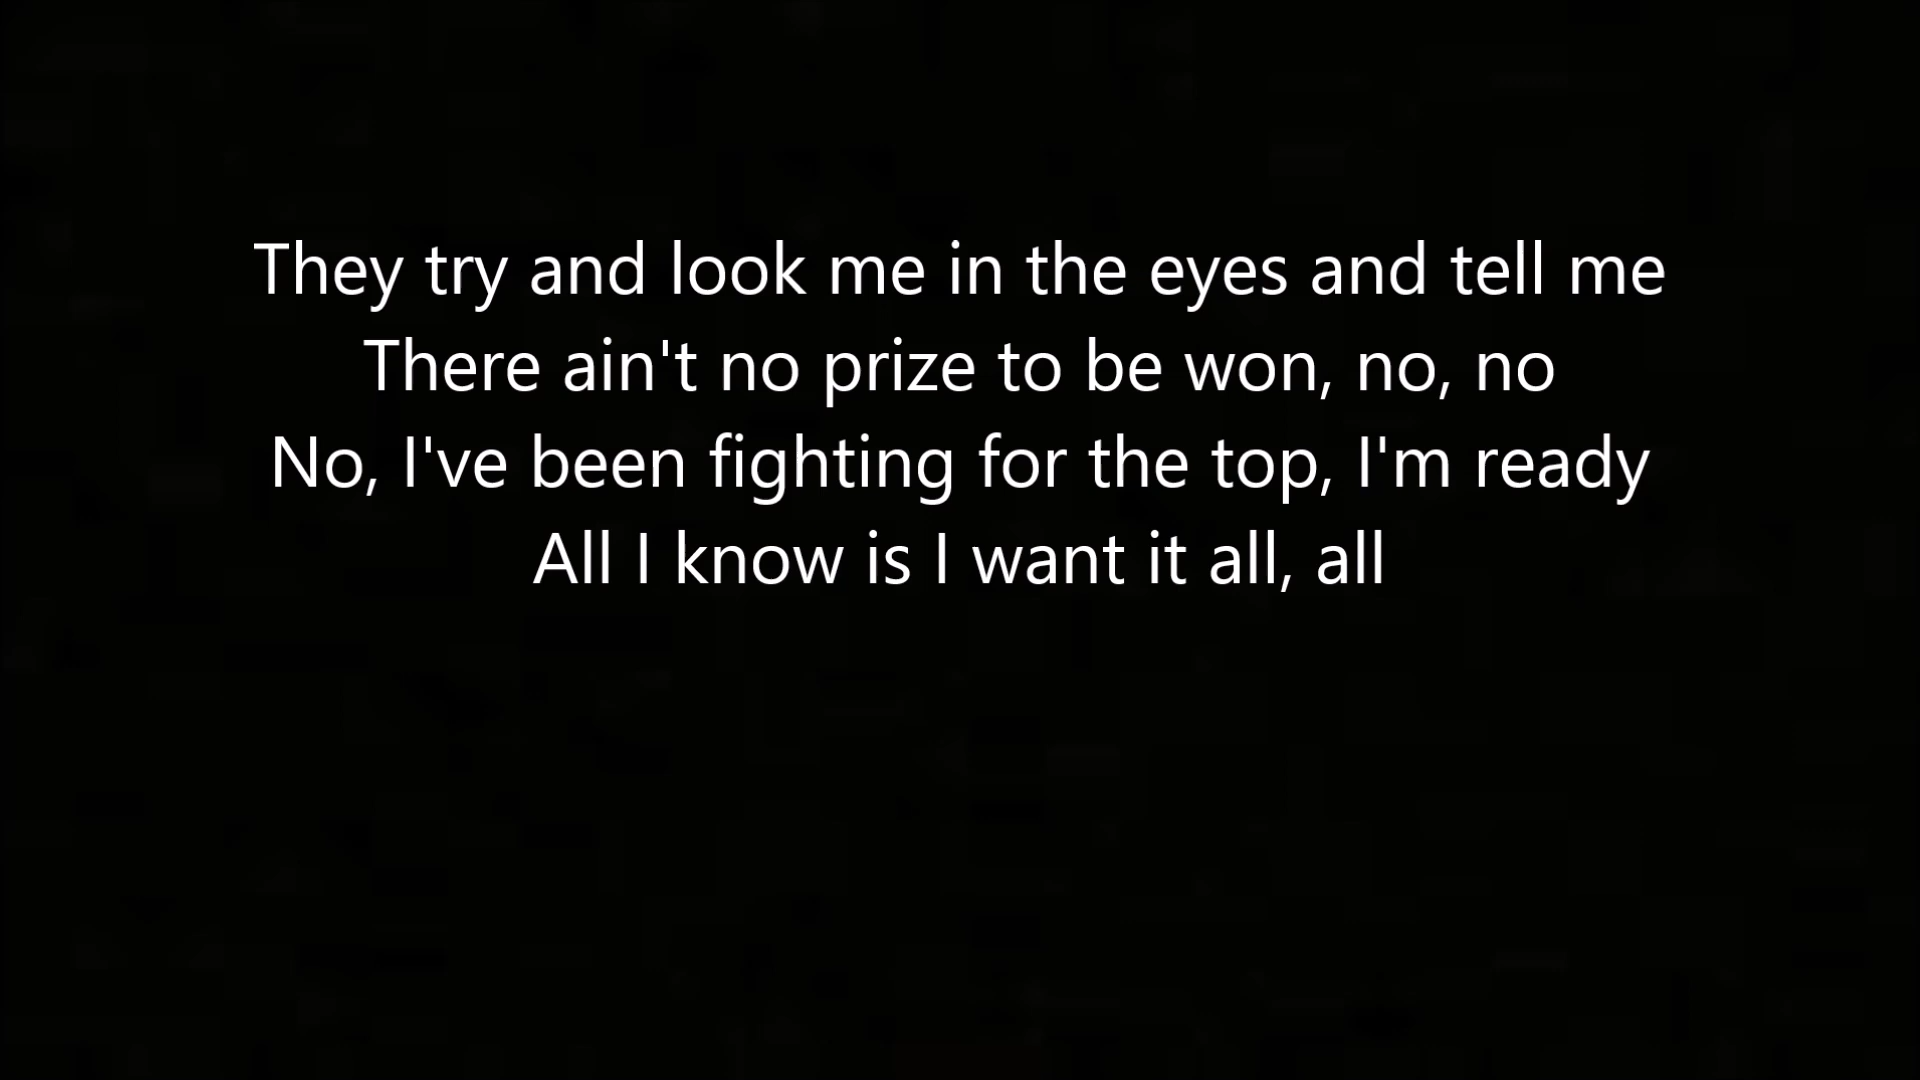 They try and look me in the eyes and tell me
There ain't no prize to be won, no, no
No, I've been fighting for the top, I'm ready
All I know is I want it all, all